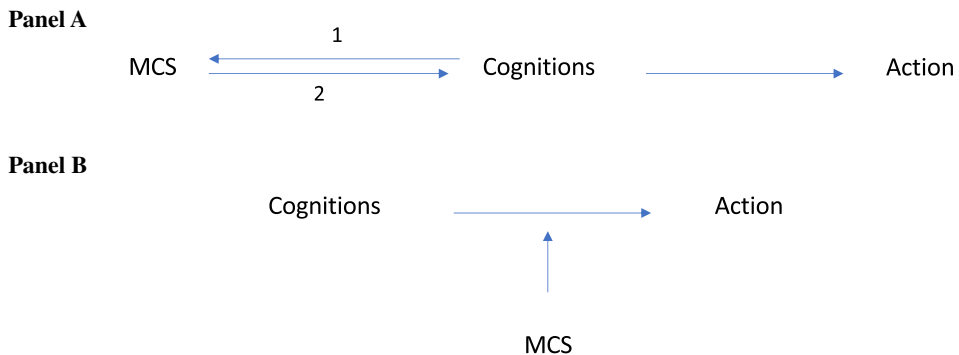 Panel A
1
MCS Cognitions Action
2
Panel B
Cognitions Action
MCS